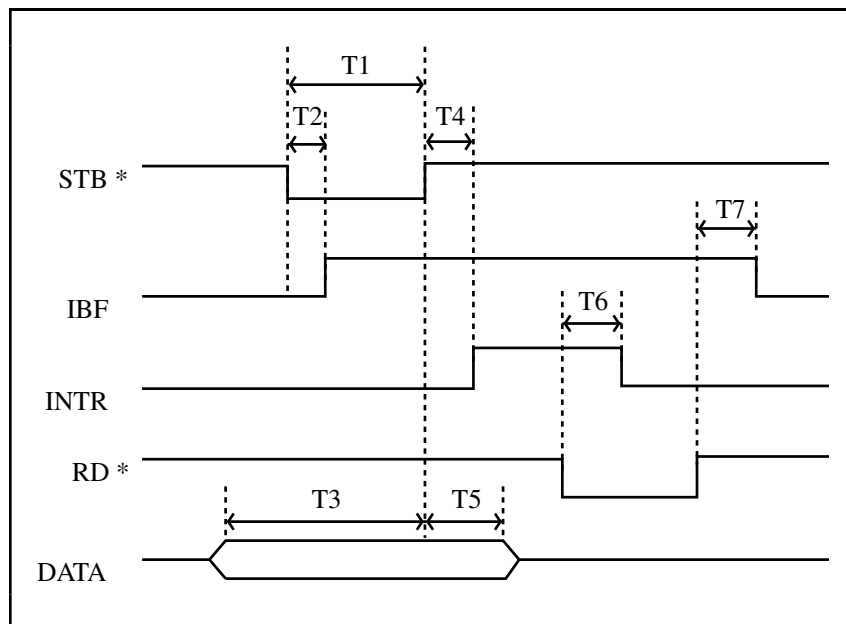 T1
T2
T4
STB *
T7
IBF
T6
INTR
RD *
T3
T5
DATA